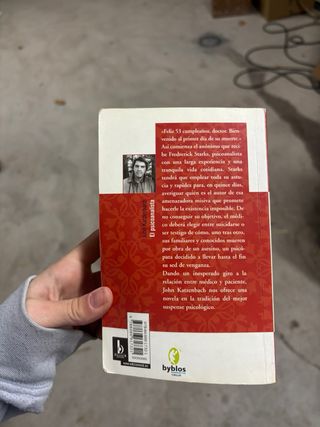 «Feliz 53 cumpleaños, doctor. Bien-
venido al primer día de su muerte.»
Así comienza el anónimo que reci-
be Frederick Starks, psicoanalista
con una larga experiencia y una
tranquila vida cotidiana. Starks
tendrá que emplear toda su astu-
cia y rapidez para, en quince días,
averiguar quién es el autor de esa
amenazadora misiva que promete
hacerle la existencia imposible. De
no conseguir su objetivo, el médi-
co deberá elegir entre suicidarse o
ser testigo de cómo, uno tras otro,
sus familiares y conocidos mueren
por obra de un asesino, un psicó-
pata decidido a llevar hasta el fin
su sed de venganza.
Dando un inesperado giro a la
relación entre médico y paciente,
John Katzenbach nos ofrece una
novela en la tradición del mejor
suspense psicológico.
El psicoanalista
byblos